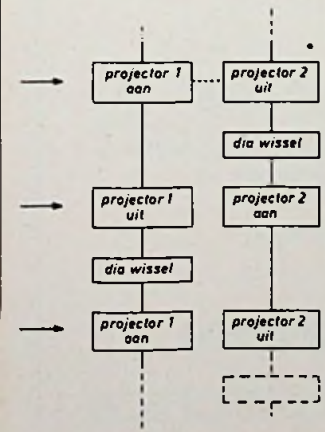 projector 1
aan
projector 2
uit
dia wissel
projector 1
uit
projector 2
aan
dia wissel
projector 1
aan
projector 2
uit